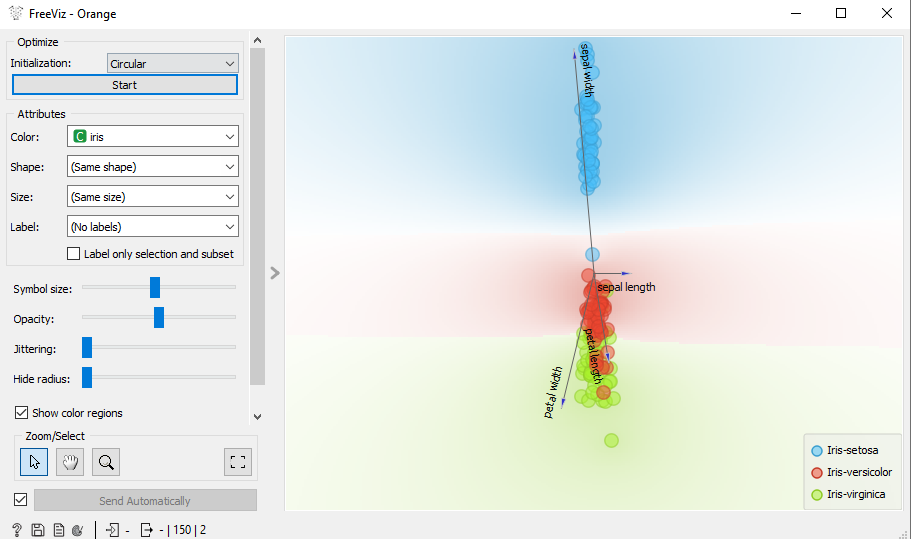 FreeViz - Orange
Optimize
Initialization: Circular
Start
Attributes
Color: C iris
Shape: (Same shape)
Size: (Same size)
Label: (No labels)
Label only selection and subset
Symbol size:
Opacity:
Jittering:
Hide radius:
Show color regions
Zoom/Select
Send Automatically
? - - | 150 | 2
sepal width
sepal length
petal length
petal width
Iris-setosa
Iris-versicolor
Iris-virginica